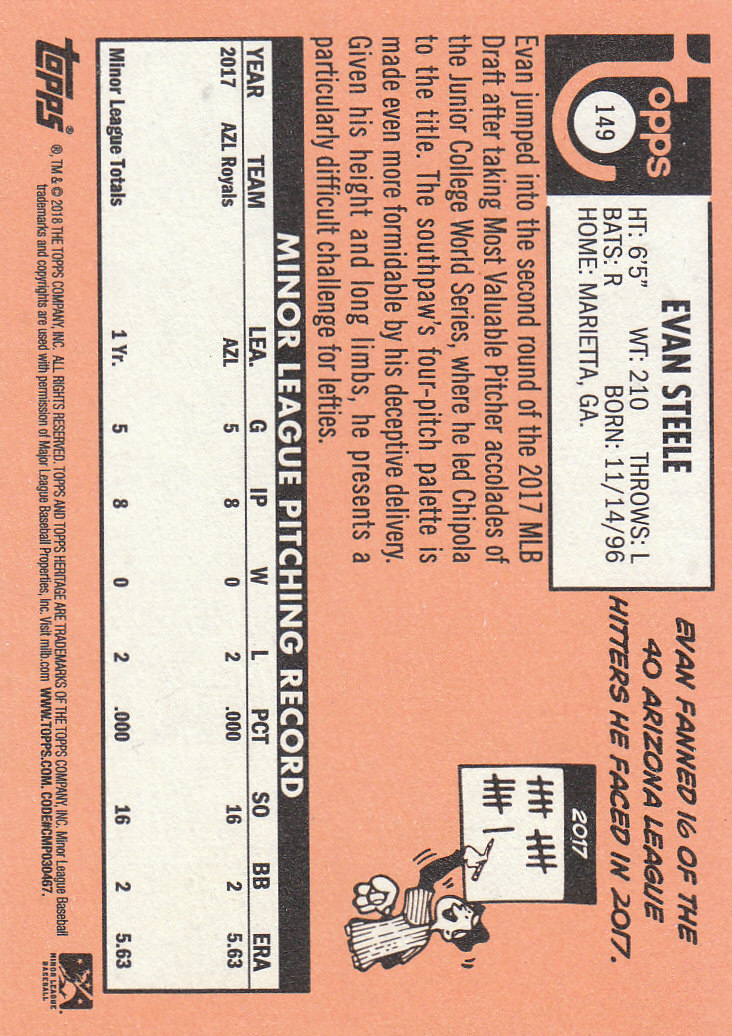 topps
149
EVAN STEELE
HT: 6'5" WT: 210 THROWS: L
BATS: R BORN: 11/14/96
HOME: MARIETTA, GA.
EVAN FANNED 16 OF THE
40 ARIZONA LEAGUE
HITTERS HE FACED IN 2017.
2017
Evan jumped into the second round of the 2017 MLB
Draft after taking Most Valuable Pitcher accolades of
the Junior College World Series, where he led Chipola
to the title. The southpaw's four-pitch palette is
made even more formidable by his deceptive delivery.
Given his height and long limbs, he presents a
particularly difficult challenge for lefties.
MINOR LEAGUE PITCHING RECORD
YEAR TEAM LEA. G IP W L PCT SO BB ERA
2017 AZL Royals AZL 5 8 0 2 .000 16 2 5.63
Minor League Totals 1 Yr. 5 8 0 2 .000 16 2 5.63
topps® ®, TM & © 2018 THE TOPPS COMPANY, INC. ALL RIGHTS RESERVED. TOPPS AND TOPPS HERITAGE ARE TRADEMARKS OF THE TOPPS COMPANY, INC. Minor League Baseball
trademarks and copyrights are used with permission of Major League Baseball Properties, Inc. Visit milb.com WWW.TOPPS.COM. CODE#CMP030467.
MINOR LEAGUE
BASEBALL